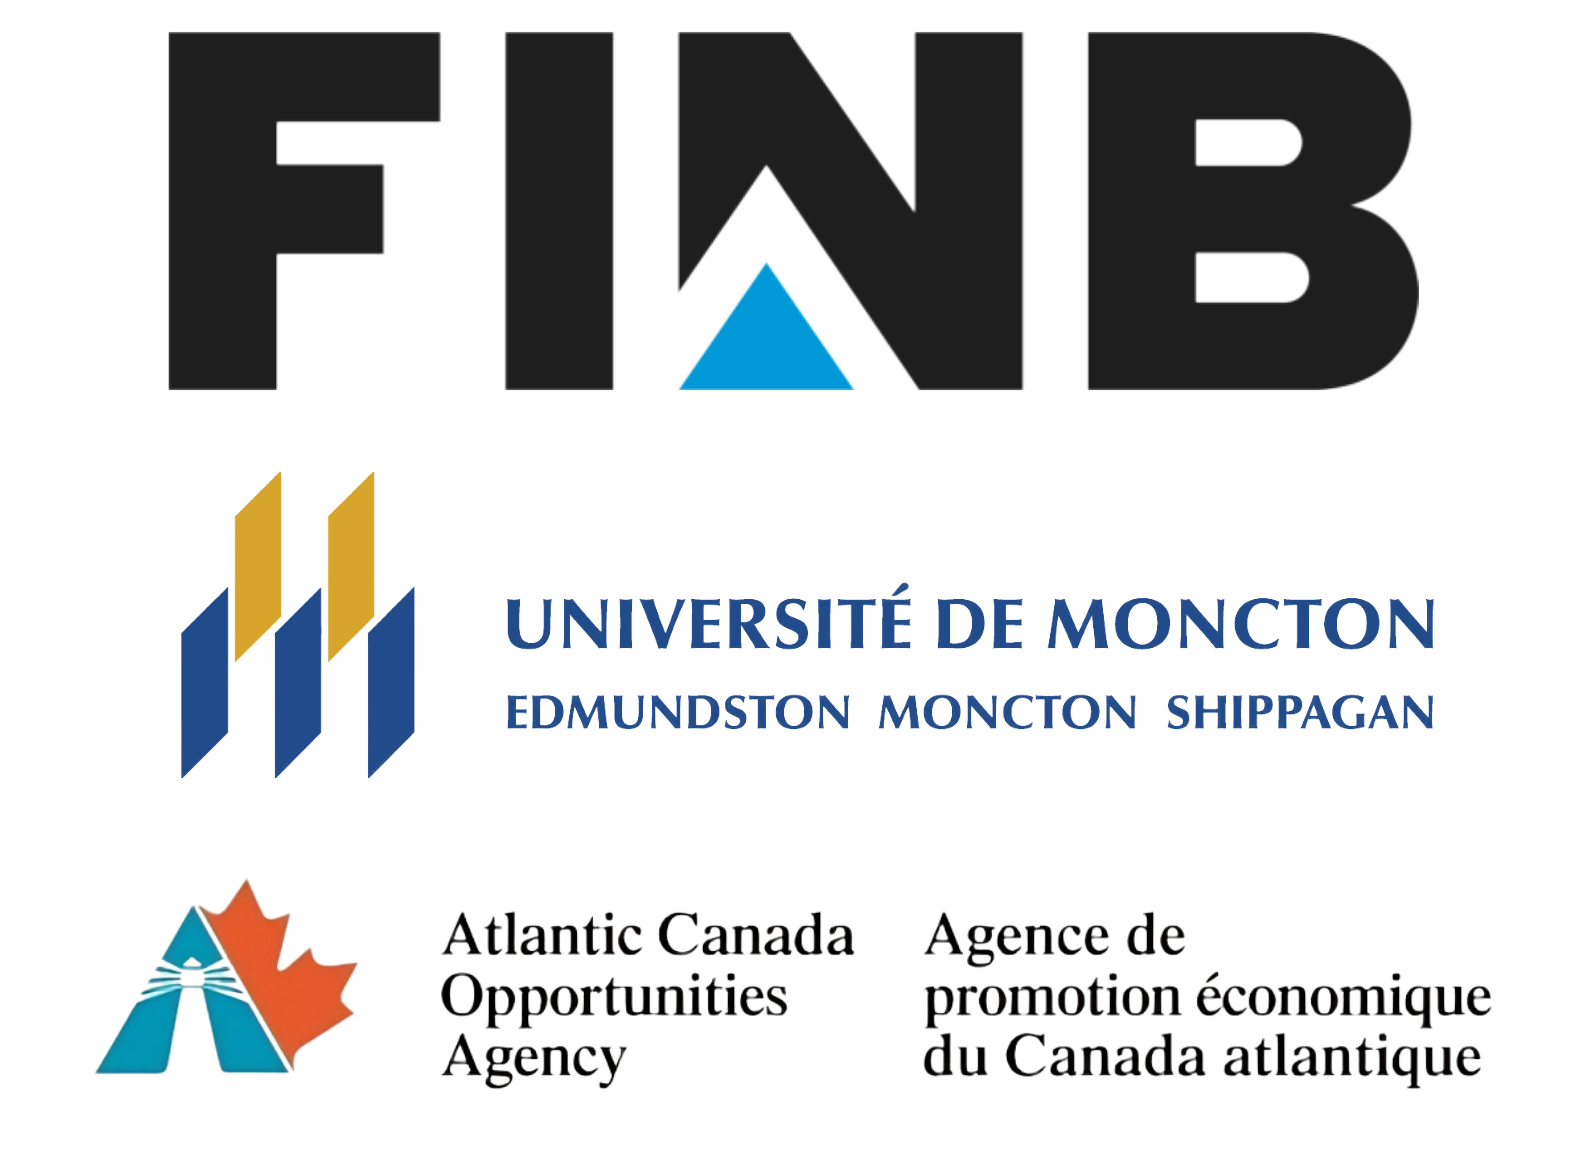 FINB
UNIVERSITÉ DE MONCTON
EDMUNDSTON MONCTON SHIPPAGAN
Atlantic Canada
Opportunities
Agency
Agence de
promotion économique
du Canada atlantique